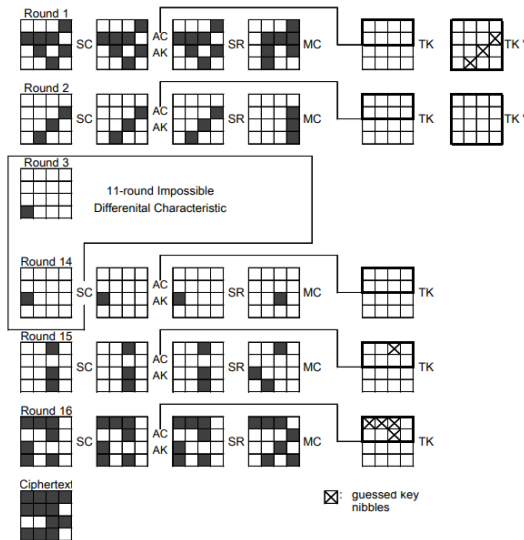 Round 1
SC
AC
AK
SR
MC
TK
TK '
Round 2
SC
AC
AK
SR
MC
TK
TK '
Round 3
11-round Impossible
Differenital Characteristic
Round 14
SC
AC
AK
SR
MC
TK
Round 15
SC
AC
AK
SR
MC
TK
Round 16
SC
AC
AK
SR
MC
TK
Ciphertext
: guessed key
nibbles